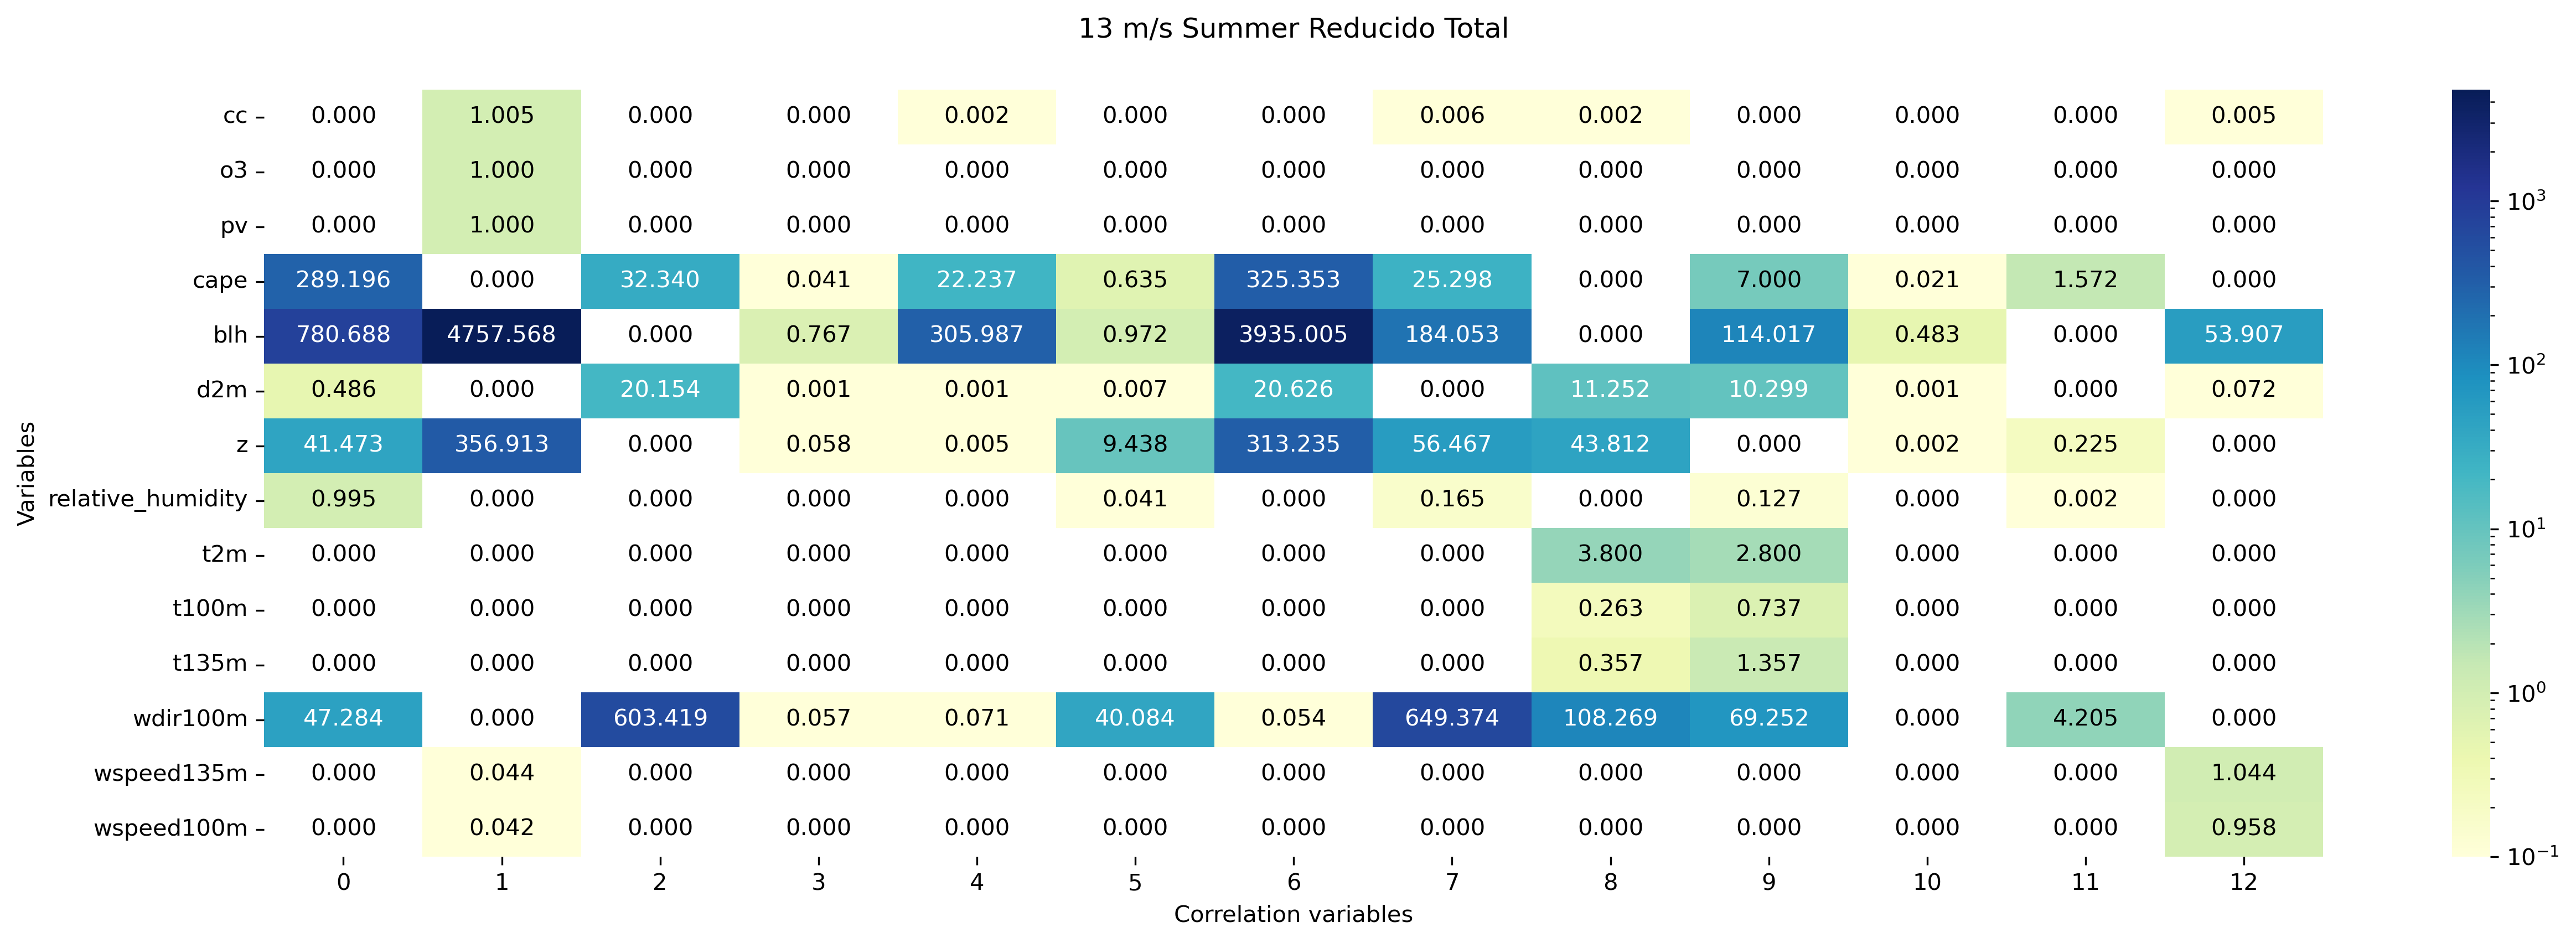 13 m/s Summer Reducido Total
cc 0.000 1.005 0.000 0.000 0.002 0.000 0.000 0.006 0.002 0.000 0.000 0.000 0.005
o3 0.000 1.000 0.000 0.000 0.000 0.000 0.000 0.000 0.000 0.000 0.000 0.000 0.000
pv 0.000 1.000 0.000 0.000 0.000 0.000 0.000 0.000 0.000 0.000 0.000 0.000 0.000
cape 289.196 0.000 32.340 0.041 22.237 0.635 325.353 25.298 0.000 7.000 0.021 1.572 0.000
blh 780.688 4757.568 0.000 0.767 305.987 0.972 3935.005 184.053 0.000 114.017 0.483 0.000 53.907
d2m 0.486 0.000 20.154 0.001 0.001 0.007 20.626 0.000 11.252 10.299 0.001 0.000 0.072
z 41.473 356.913 0.000 0.058 0.005 9.438 313.235 56.467 43.812 0.000 0.002 0.225 0.000
relative_humidity 0.995 0.000 0.000 0.000 0.000 0.041 0.000 0.165 0.000 0.127 0.000 0.002 0.000
t2m 0.000 0.000 0.000 0.000 0.000 0.000 0.000 0.000 3.800 2.800 0.000 0.000 0.000
t100m 0.000 0.000 0.000 0.000 0.000 0.000 0.000 0.000 0.263 0.737 0.000 0.000 0.000
t135m 0.000 0.000 0.000 0.000 0.000 0.000 0.000 0.000 0.357 1.357 0.000 0.000 0.000
wdir100m 47.284 0.000 603.419 0.057 0.071 40.084 0.054 649.374 108.269 69.252 0.000 4.205 0.000
wspeed135m 0.000 0.044 0.000 0.000 0.000 0.000 0.000 0.000 0.000 0.000 0.000 0.000 1.044
wspeed100m 0.000 0.042 0.000 0.000 0.000 0.000 0.000 0.000 0.000 0.000 0.000 0.000 0.958
0 1 2 3 4 5 6 7 8 9 10 11 12
Correlation variables
Variables
10³
10²
10¹
10⁰
10⁻¹